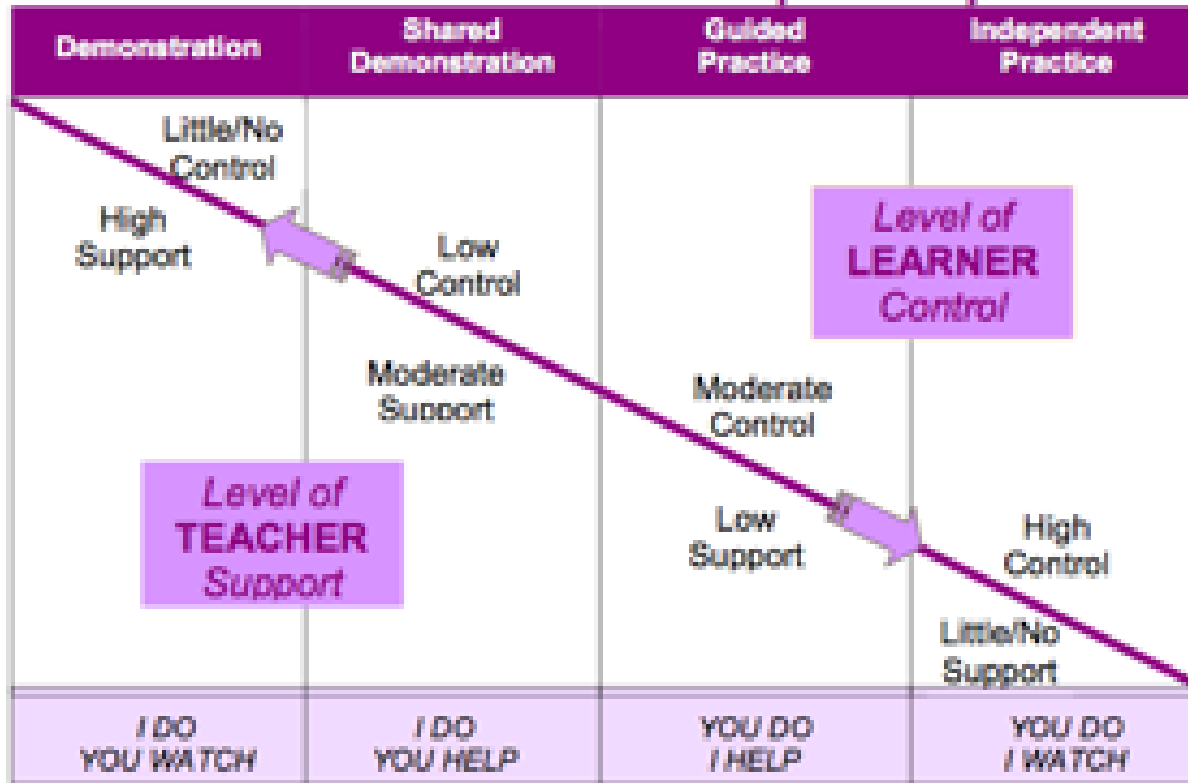 Demonstration
Shared
Demonstration
Guided
Practice
Independent
Practice
Little/No
Control
High
Support
Low
Control
Level of
LEARNER
Control
Moderate
Support
Moderate
Control
Level of
TEACHER
Support
Low
Support
High
Control
Little/No
Support
I DO
YOU WATCH
I DO
YOU HELP
YOU DO
I HELP
YOU DO
I WATCH